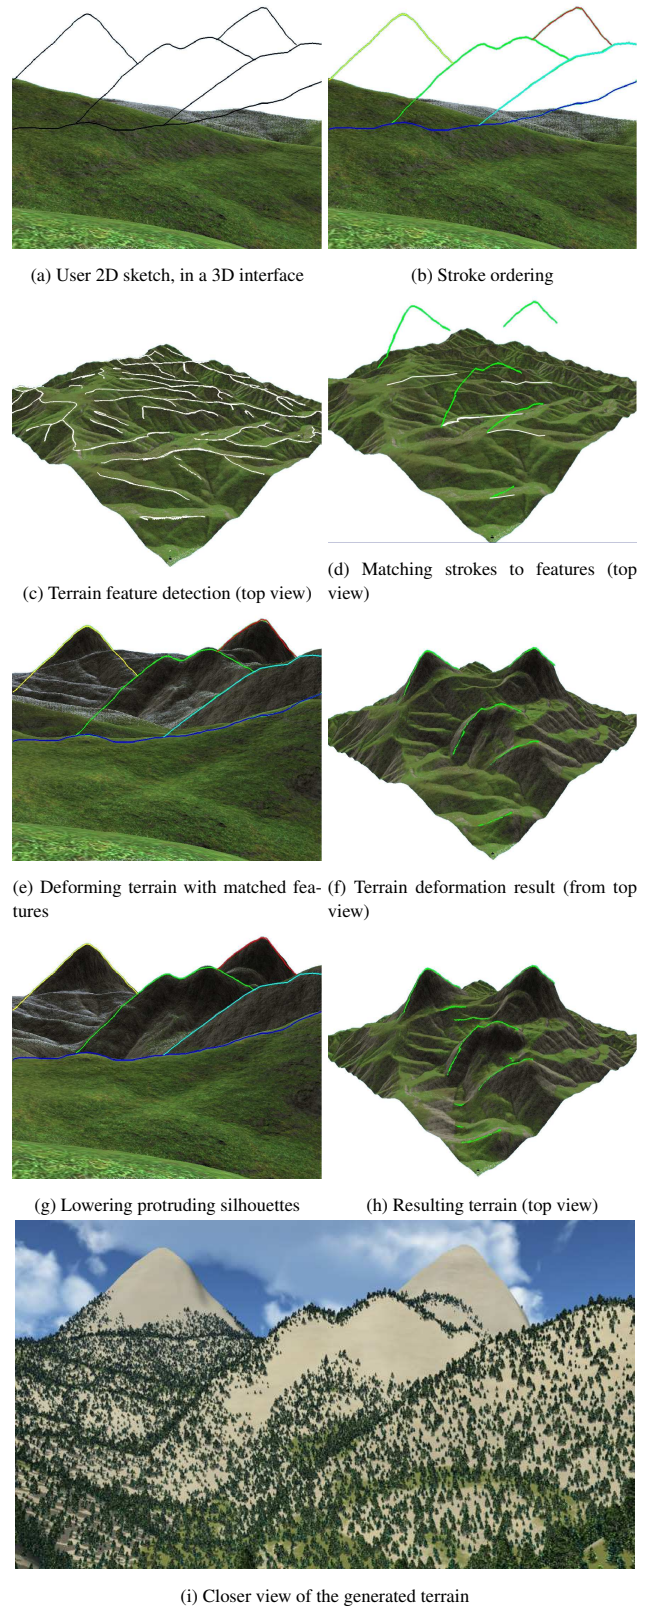 (a) User 2D sketch, in a 3D interface
(b) Stroke ordering
(c) Terrain feature detection (top view)
(d) Matching strokes to features (top
view)
(e) Deforming terrain with matched fea-
tures
(f) Terrain deformation result (from top
view)
(g) Lowering protruding silhouettes
(h) Resulting terrain (top view)
(i) Closer view of the generated terrain